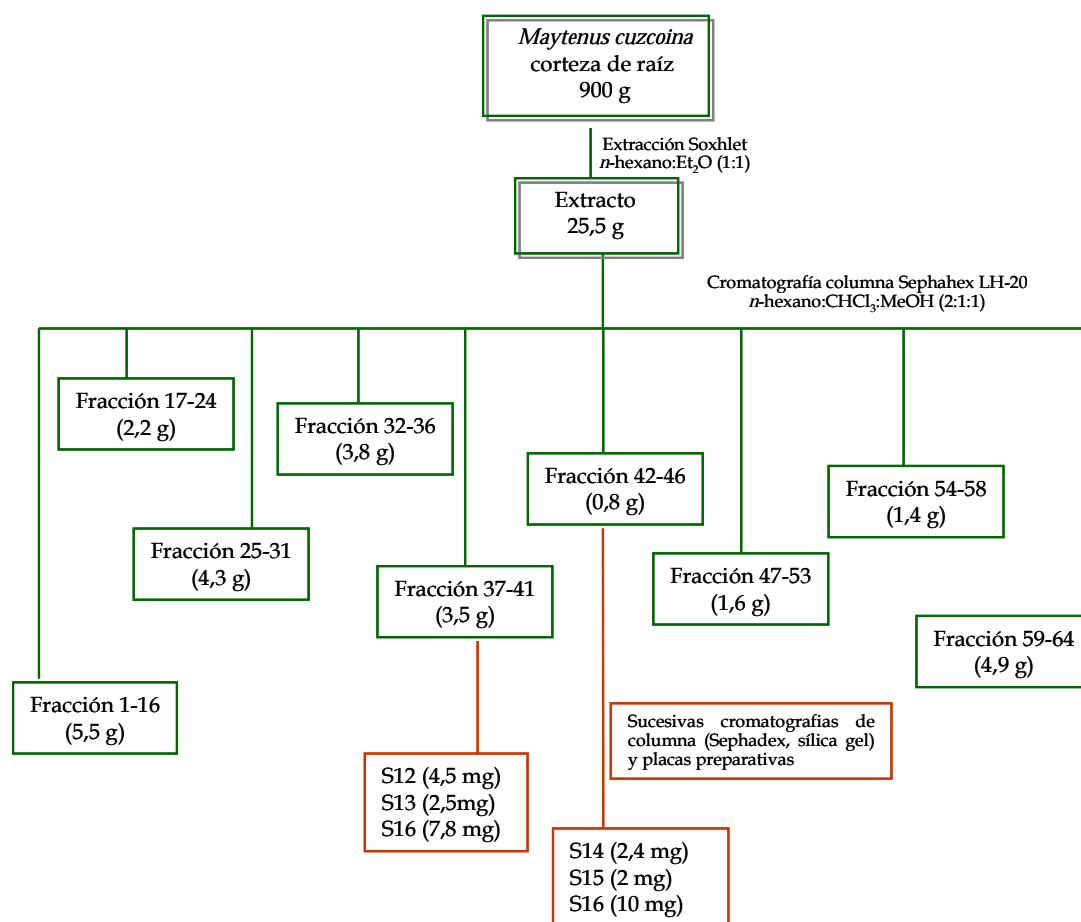 Maytenus cuzcoina
corteza de raíz
900 g
Extracción Soxhlet
n-hexano:Et₂O (1:1)
Extracto
25,5 g
Cromatografía columna Sephahex LH-20
n-hexano:CHCl₃:MeOH (2:1:1)
Fracción 17-24
(2,2 g)
Fracción 32-36
(3,8 g)
Fracción 42-46
(0,8 g)
Fracción 54-58
(1,4 g)
Fracción 25-31
(4,3 g)
Fracción 37-41
(3,5 g)
Fracción 47-53
(1,6 g)
Fracción 59-64
(4,9 g)
Fracción 1-16
(5,5 g)
Sucesivas cromatografias de
columna (Sephadex, sílica gel)
y placas preparativas
S12 (4,5 mg)
S13 (2,5mg)
S16 (7,8 mg)
S14 (2,4 mg)
S15 (2 mg)
S16 (10 mg)